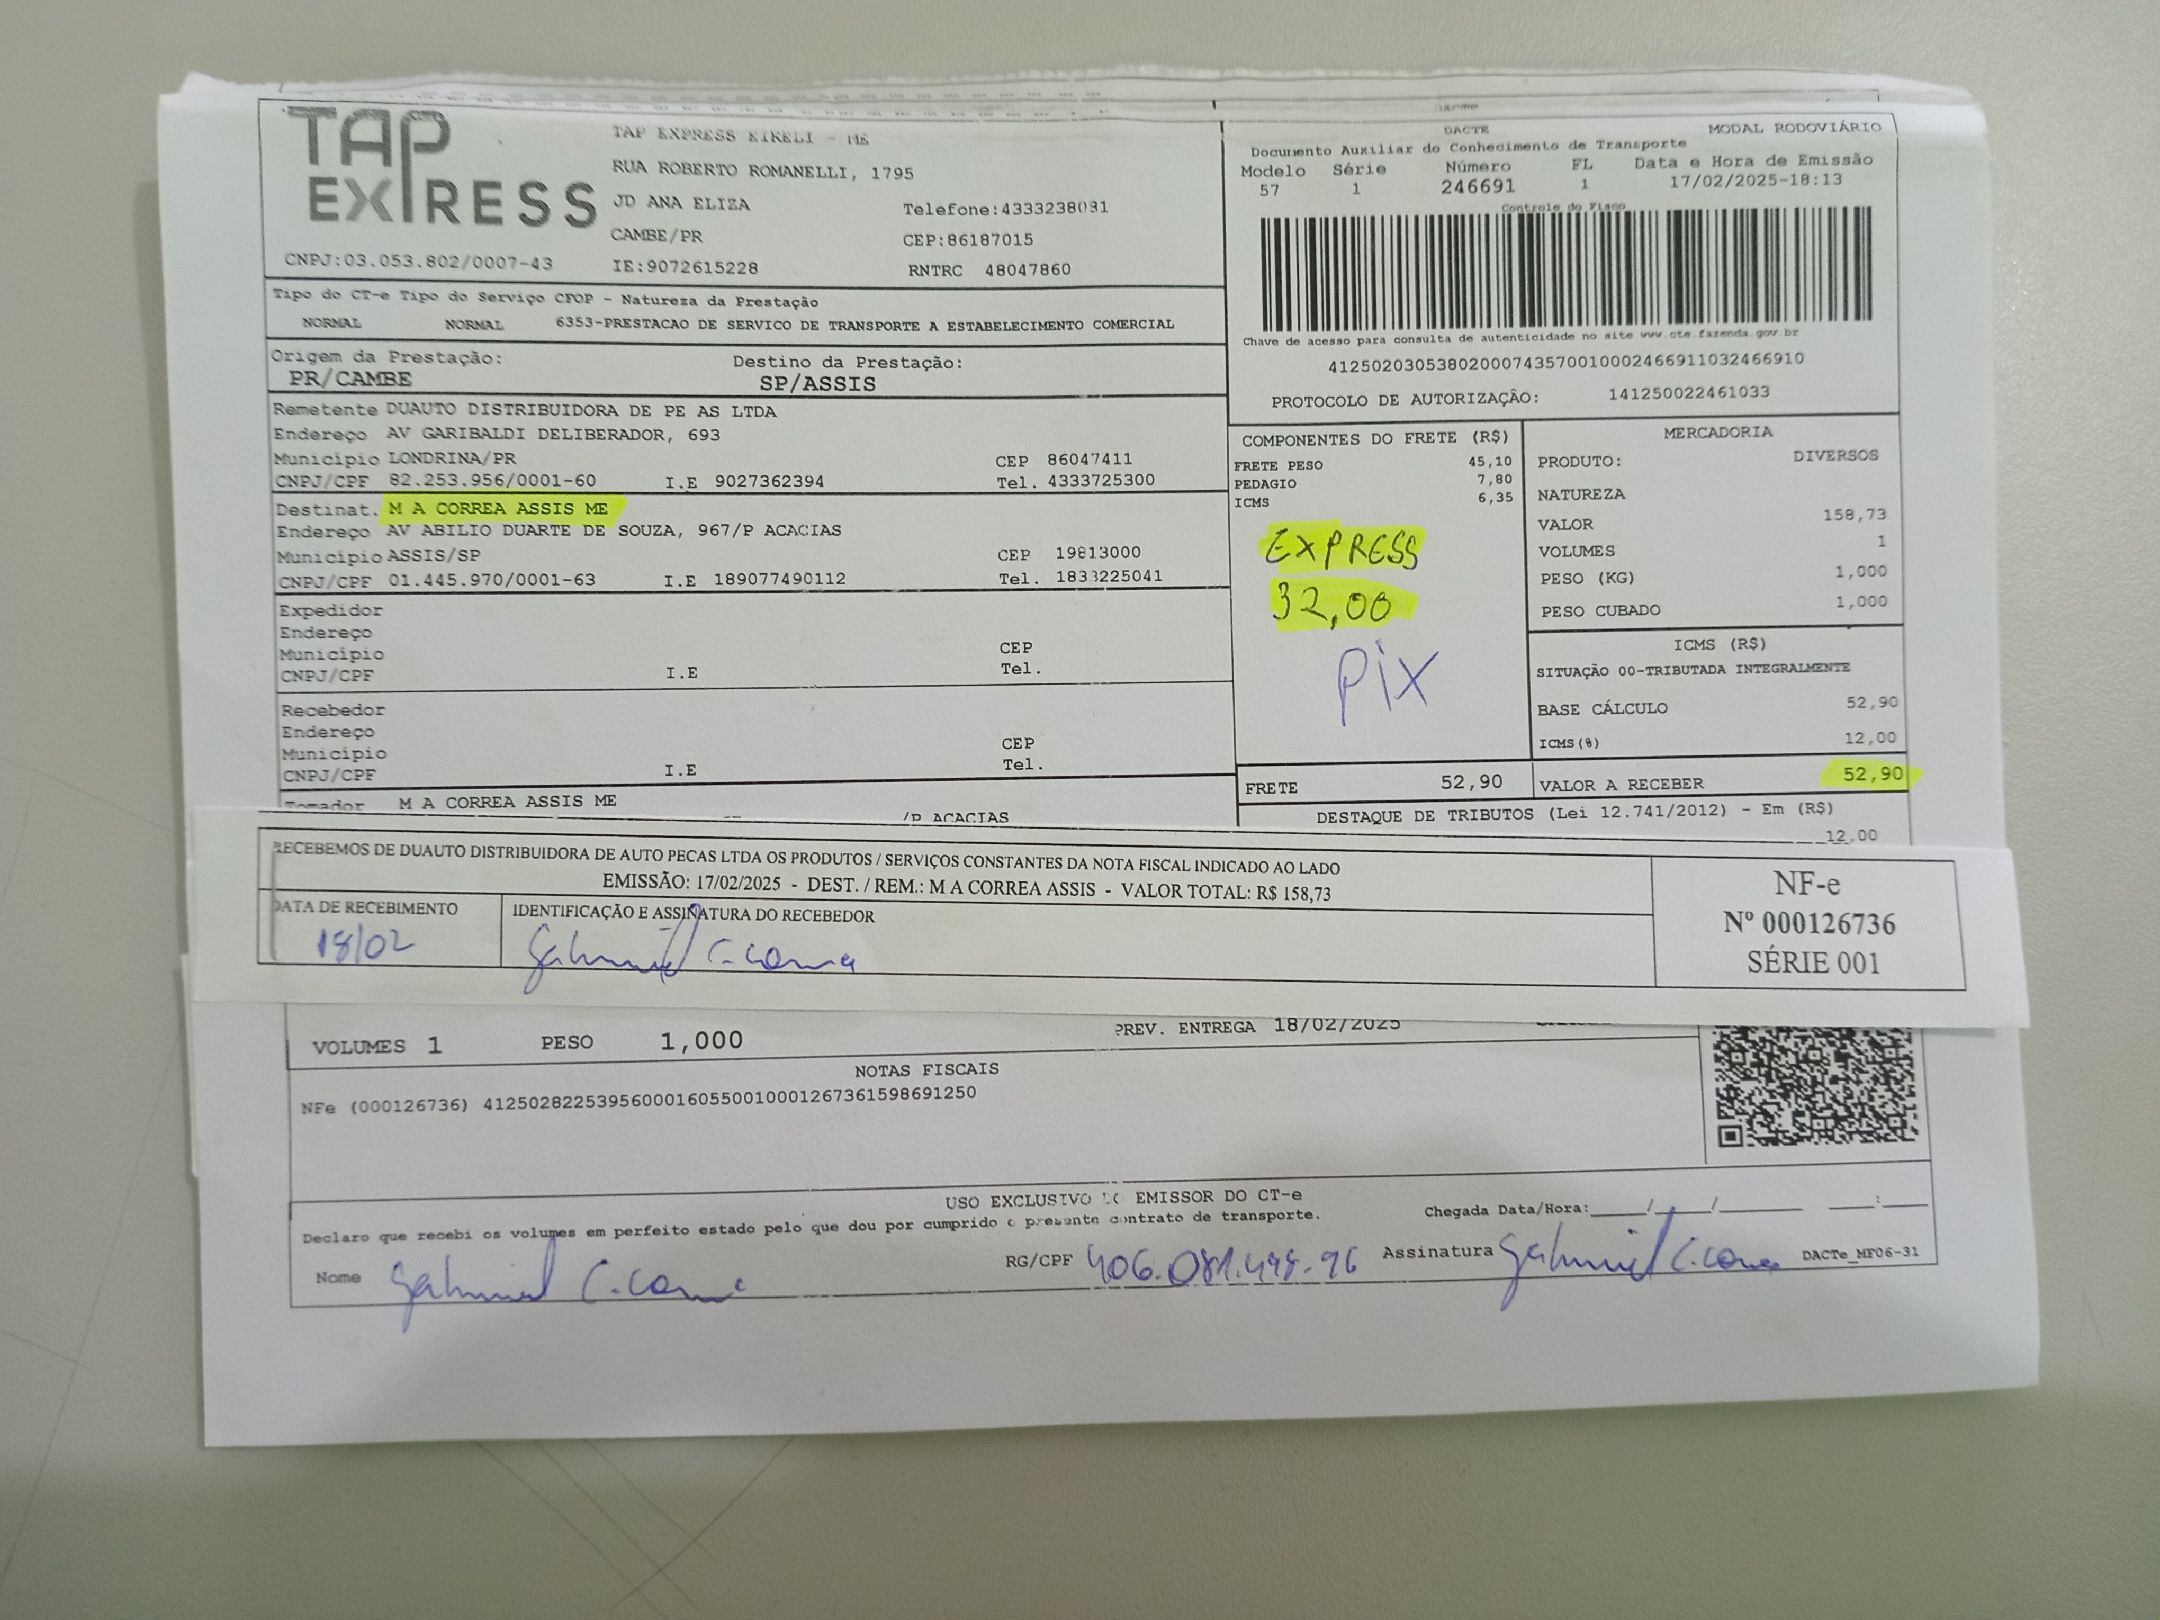 TAP
EXPRESS
TAP EXPRESS EIRELI - ME
RUA ROBERTO ROMANELLI, 1795
JD ANA ELIZA
Telefone:4333238031
CAMBE/PR
CEP:86187015
CNPJ:03.053.802/0007-43
IE:9072615228
RNTRC 48047860
DACTE
MODAL RODOVIÁRIO
Documento Auxiliar do Conhecimento de Transporte
Modelo Série Número FL Data e Hora de Emissão
57 1 246691 1 17/02/2025-18:13
Controle do Fisco
Chave de acesso para consulta de autenticidade no site www.cte.fazenda.gov.br
41250203053802000743570010002466911032466910
PROTOCOLO DE AUTORIZAÇÃO: 141250022461033
Tipo do CT-e Tipo do Serviço CFOP - Natureza da Prestação
NORMAL NORMAL 6353-PRESTACAO DE SERVICO DE TRANSPORTE A ESTABELECIMENTO COMERCIAL
Origem da Prestação: Destino da Prestação:
PR/CAMBE SP/ASSIS
Remetente DUAUTO DISTRIBUIDORA DE PE AS LTDA
Endereço AV GARIBALDI DELIBERADOR, 693
Município LONDRINA/PR CEP 86047411
CNPJ/CPF 82.253.956/0001-60 I.E 9027362394 Tel. 4333725300
Destinat. M A CORREA ASSIS ME
Endereço AV ABILIO DUARTE DE SOUZA, 967/P ACACIAS
Município ASSIS/SP CEP 19813000
CNPJ/CPF 01.445.970/0001-63 I.E 189077490112 Tel. 1833225041
Expedidor
Endereço
Município CEP
CNPJ/CPF I.E Tel.
Recebedor
Endereço
Município CEP
CNPJ/CPF I.E Tel.
Tomador M A CORREA ASSIS ME
/P ACACIAS
COMPONENTES DO FRETE (R$)
FRETE PESO 45,10
PEDAGIO 7,80
ICMS 6,35
EXPRESS
32,00
PIX
FRETE 52,90
MERCADORIA
PRODUTO: DIVERSOS
NATUREZA
VALOR 158,73
VOLUMES 1
PESO (KG) 1,000
PESO CUBADO 1,000
ICMS (R$)
SITUAÇÃO 00-TRIBUTADA INTEGRALMENTE
BASE CÁLCULO 52,90
ICMS(%) 12,00
VALOR A RECEBER 52,90
DESTAQUE DE TRIBUTOS (Lei 12.741/2012) - Em (R$)
12,00
RECEBEMOS DE DUAUTO DISTRIBUIDORA DE AUTO PECAS LTDA OS PRODUTOS / SERVIÇOS CONSTANTES DA NOTA FISCAL INDICADO AO LADO
EMISSÃO: 17/02/2025 - DEST. / REM.: M A CORREA ASSIS - VALOR TOTAL: R$ 158,73
DATA DE RECEBIMENTO
18/02
IDENTIFICAÇÃO E ASSINATURA DO RECEBEDOR
NF-e
Nº 000126736
SÉRIE 001
VOLUMES 1 PESO 1,000 PREV. ENTREGA 18/02/2025
NOTAS FISCAIS
NFe (000126736) 41250282253956000160550010001267361598691250
USO EXCLUSIVO DO EMISSOR DO CT-e
Declaro que recebi os volumes em perfeito estado pelo que dou por cumprido o presente contrato de transporte.
Chegada Data/Hora:____/____/______ ___:___
Nome
RG/CPF 406.081.498-96
Assinatura
DACTe_MF06-31